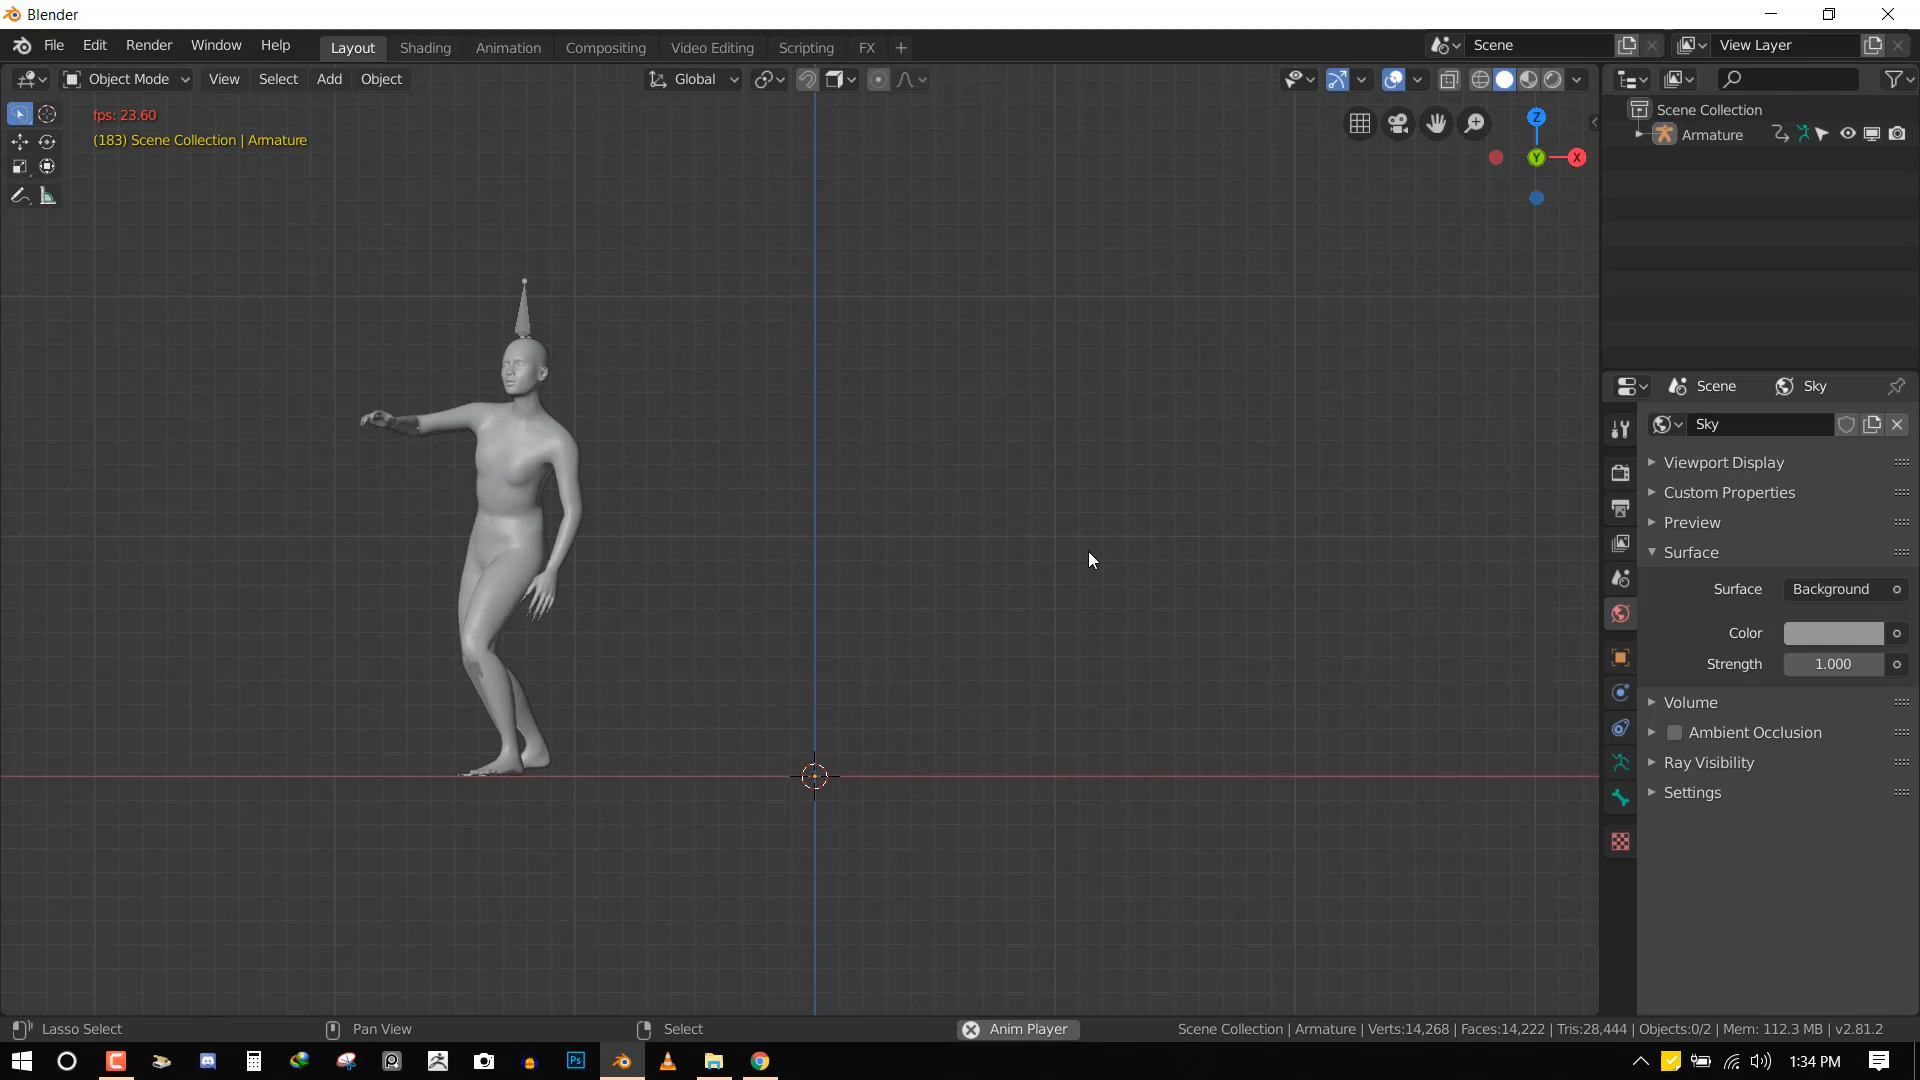 Blender
File Edit Render Window Help Layout Shading Animation Compositing Video Editing Scripting FX + Scene View Layer
Object Mode View Select Add Object Global
fps: 23.60
(183) Scene Collection | Armature
Z
Y X
Scene Collection
Armature
Scene Sky
Sky
Viewport Display
Custom Properties
Preview
Surface
Surface Background
Color
Strength 1.000
Volume
Ambient Occlusion
Ray Visibility
Settings
Lasso Select Pan View Select Anim Player Scene Collection | Armature | Verts:14,268 | Faces:14,222 | Tris:28,444 | Objects:0/2 | Mem: 112.3 MB | v2.81.2
Ps 1:34 PM